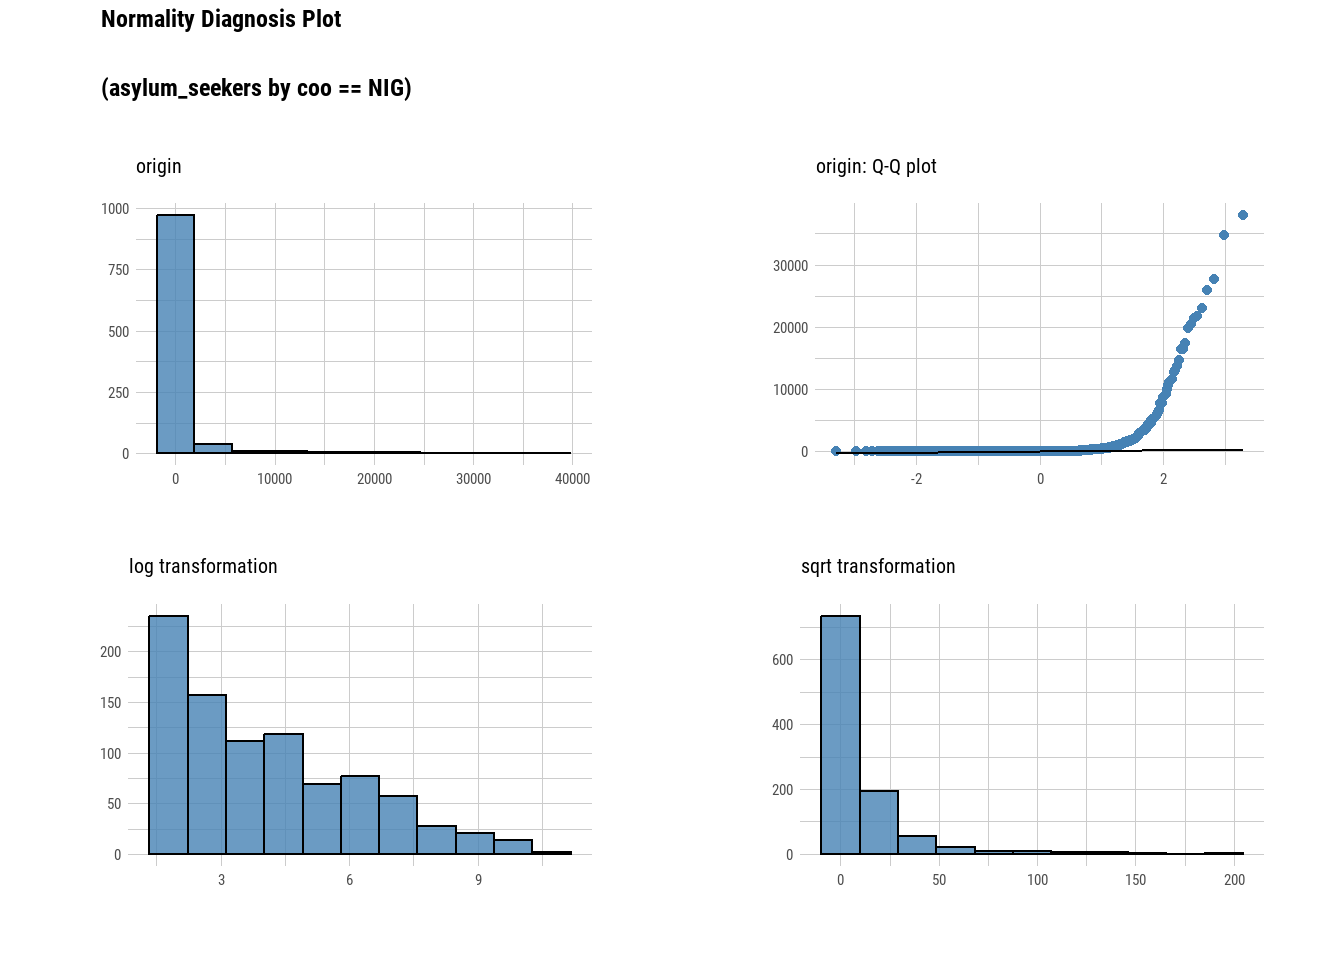 Normality Diagnosis Plot
(asylum_seekers by coo == NIG)
origin
1000
750
500
250
0
0 10000 20000 30000 40000
origin: Q-Q plot
30000
20000
10000
0
-2 0 2
log transformation
200
150
100
50
0
3 6 9
sqrt transformation
600
400
200
0
0 50 100 150 200